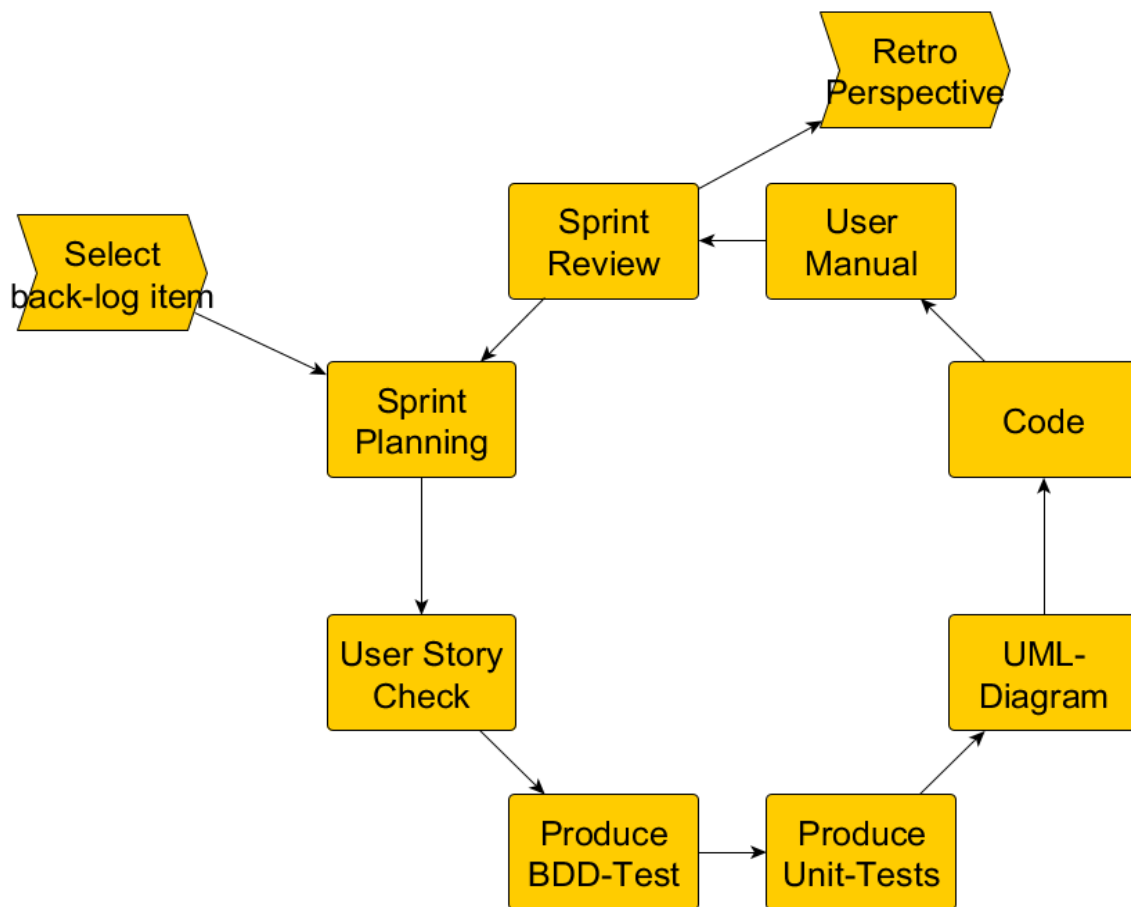 Retro
Perspective
Sprint
Review
User
Manual
Select
back-log item
Sprint
Planning
Code
User Story
Check
UML-
Diagram
Produce
BDD-Test
Produce
Unit-Tests